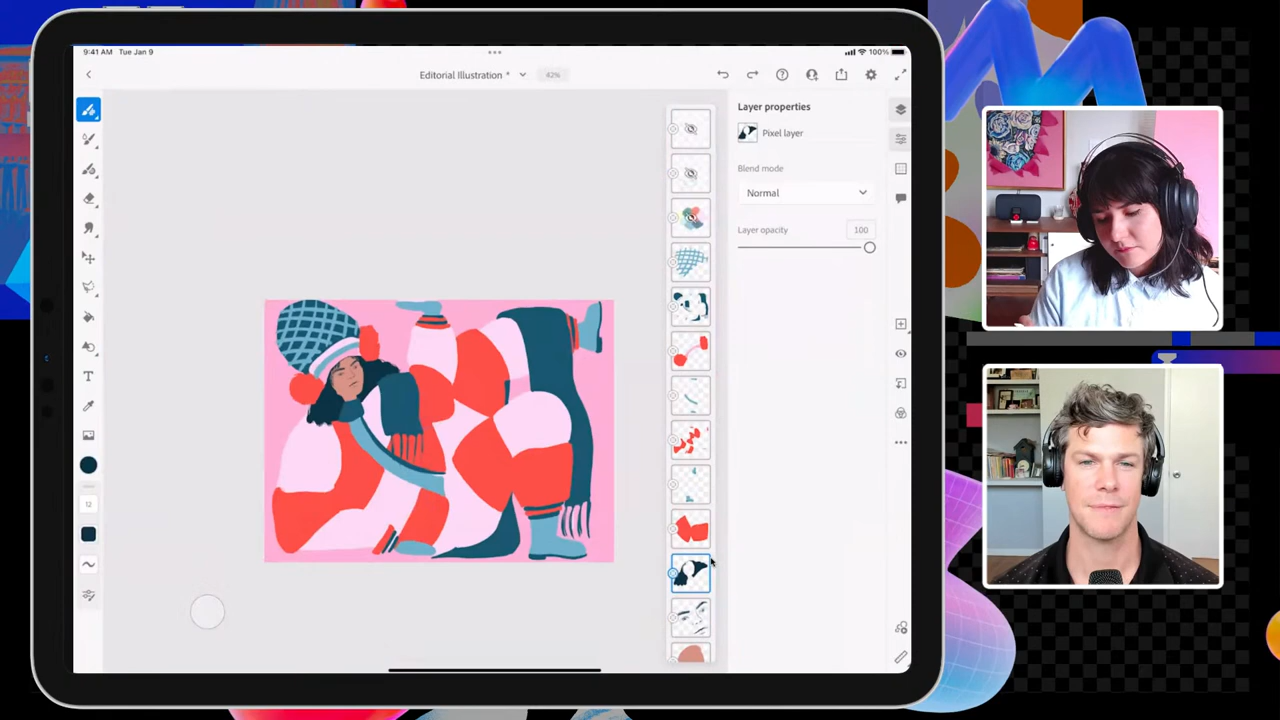 9:41 AM Tue Jan 9
100%
Editorial Illustration *
42%
Layer properties
Pixel layer
Blend mode
Normal
Layer opacity
100
T
12